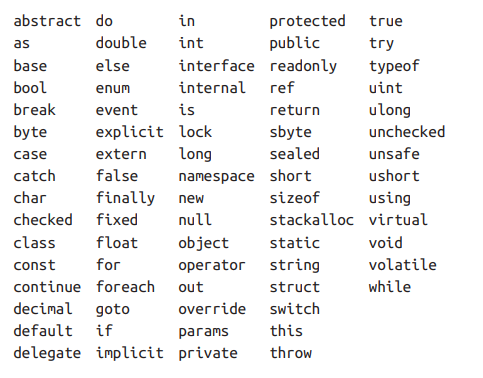 abstract do in protected true
as double int public try
base else interface readonly typeof
bool enum internal ref uint
break event is return ulong
byte explicit lock sbyte unchecked
case extern long sealed unsafe
catch false namespace short ushort
char finally new sizeof using
checked fixed null stackalloc virtual
class float object static void
const for operator string volatile
continue foreach out struct while
decimal goto override switch
default if params this
delegate implicit private throw